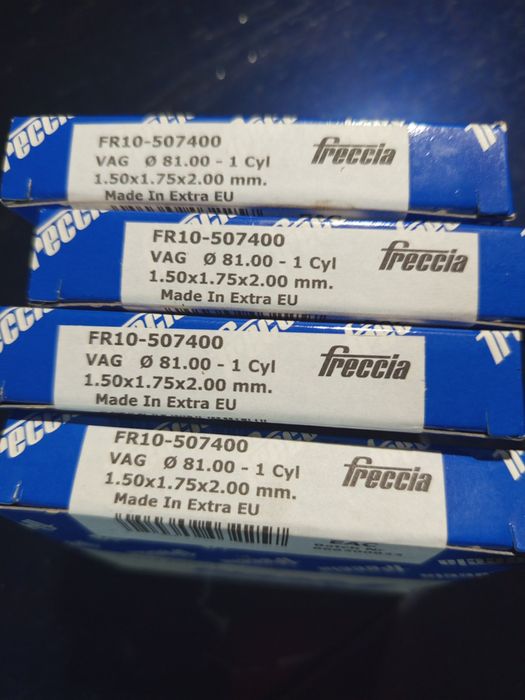 FR10-507400
freccia
VAG Ø 81.00 - 1 Cyl
1.50x1.75x2.00 mm.
Made In Extra EU
FR10-507400
freccia
VAG Ø 81.00 - 1 Cyl
1.50x1.75x2.00 mm.
Made In Extra EU
FR10-507400
freccia
VAG Ø 81.00 - 1 Cyl
1.50x1.75x2.00 mm.
Made In Extra EU
FR10-507400
freccia
VAG Ø 81.00 - 1 Cyl
1.50x1.75x2.00 mm.
Made In Extra EU
EAC
Batch N.